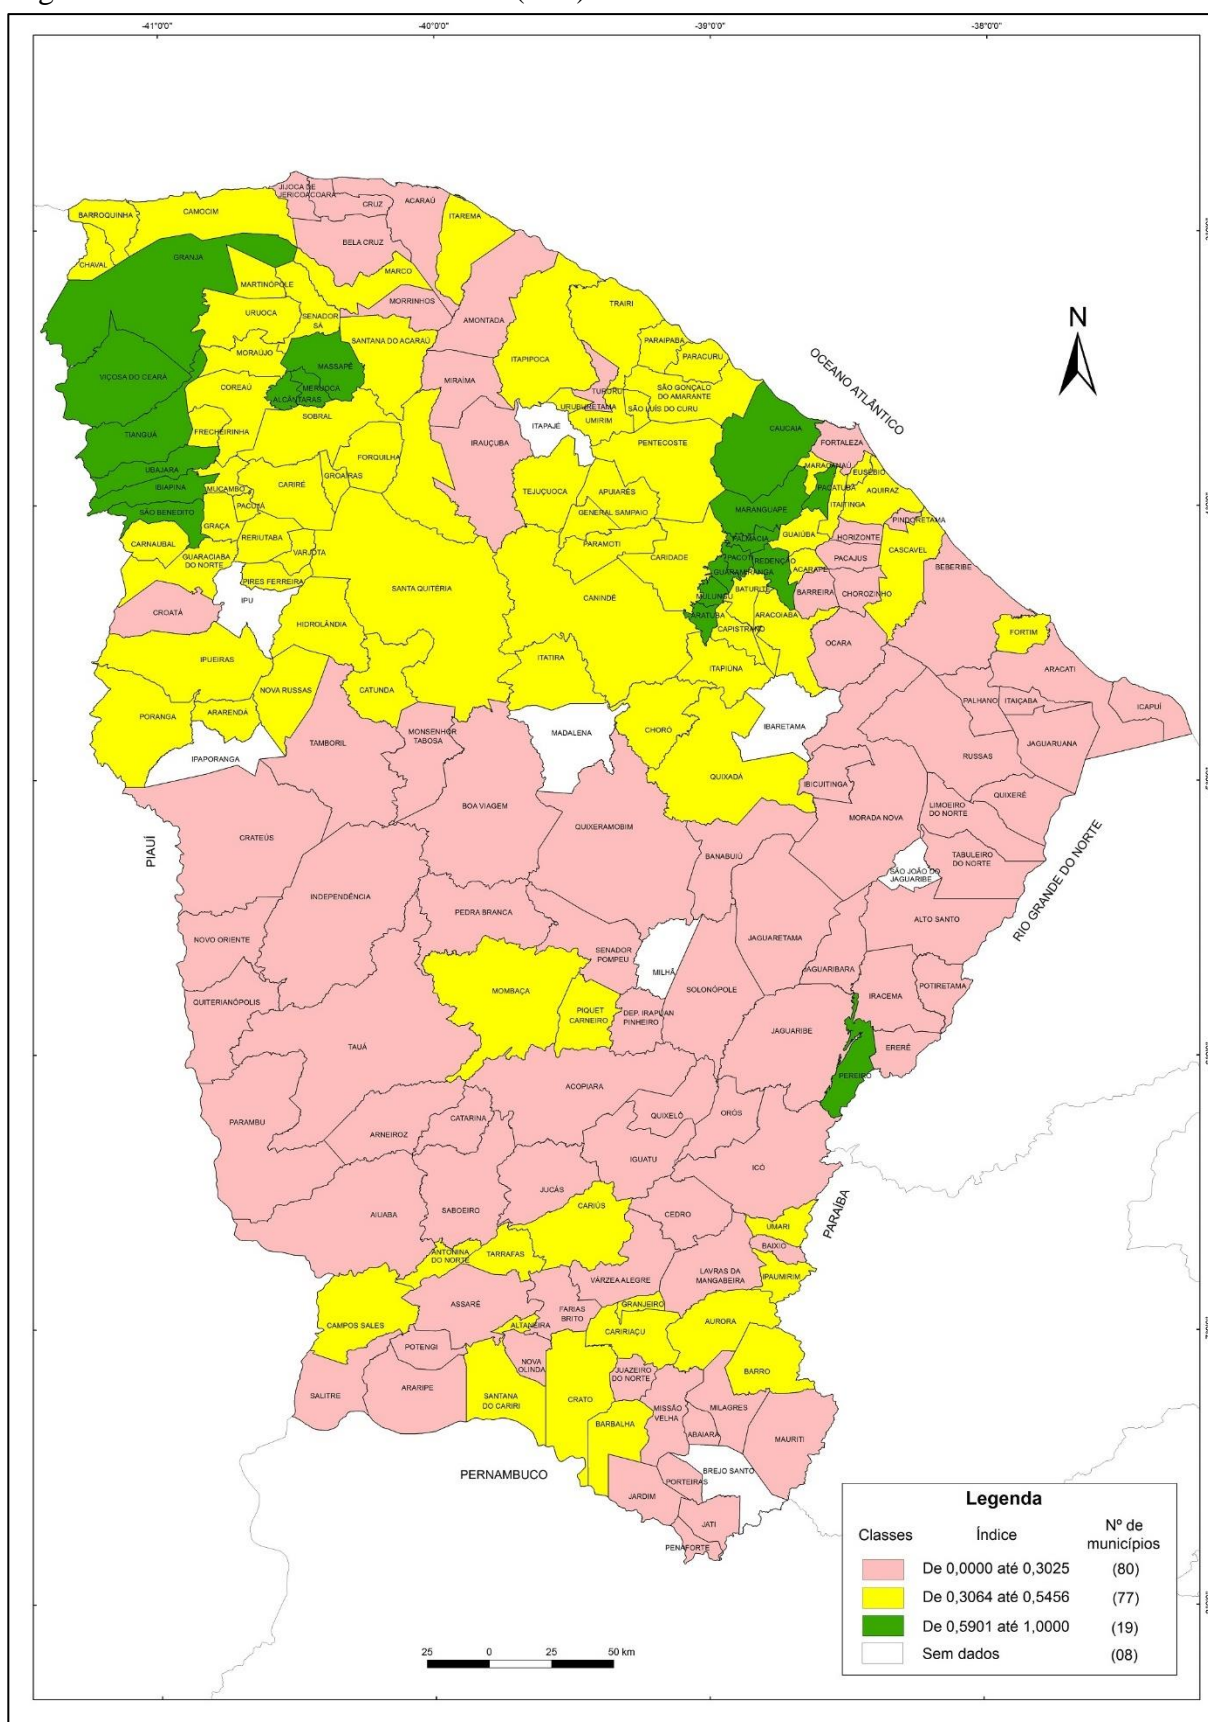 -41°0'0"
-40°0'0"
-39°0'0"
-38°0'0"
JIJOCA DE
JERICOACOARA
CRUZ
ACARAÚ
BARROQUINHA
CAMOCIM
ITAREMA
BELA CRUZ
CHAVAL
GRANJA
MARCO
MARTINÓPOLE
MORRINHOS
TRAIRI
URUOCA
SENADOR
SÁ
AMONTADA
SANTANA DO ACARAÚ
PARAIPABA
MORAÚJO
ITAPIPOCA
PARACURU
OCEANO ATLÂNTICO
N
VIÇOSA DO CEARÁ
MASSAPÊ
MIRAÍMA
COREAÚ
MERUOCA
TURURU
SÃO GONÇALO
DO AMARANTE
ALCÂNTARAS
URUBURETAMA
SÃO LUÍS DO CURU
SOBRAL
UMIRIM
ITAPAJÉ
CAUCAIA
TIANGUÁ
FRECHEIRINHA
IRAUÇUBA
PENTECOSTE
FORTALEZA
FORQUILHA
MARACANAÚ
UBAJARA
EUSÉBIO
GROAÍRAS
IBIAPINA
MUCAMBO
CARIRÉ
TEJUÇUOCA
APUIARÉS
PACATUBA
AQUIRAZ
PACUJÁ
ITAITINGA
SÃO BENEDITO
GENERAL SAMPAIO
MARANGUAPE
PINDORETAMA
GRAÇA
RERIUTABA
GUAIÚBA
HORIZONTE
CARNAUBAL
PARAMOTI
PALMÁCIA
GUARACIABA
DO NORTE
VARJOTA
CARIDADE
PACOTI
REDENÇÃO
PACAJUS
CASCAVEL
GUARAMIRANGA
ACARAPE
BEBERIBE
PIRES FERREIRA
SANTA QUITÉRIA
BATURITÉ
BARREIRA
CHOROZINHO
CROATÁ
IPU
CANINDÉ
MULUNGU
ARATUBA
ARACOIABA
HIDROLÂNDIA
CAPISTRANO
FORTIM
IPUEIRAS
ITATIRA
ITAPIÚNA
OCARA
ARACATI
NOVA RUSSAS
CATUNDA
PALHANO
ITAIÇABA
ICAPUÍ
PORANGA
ARARENDÁ
MONSENHOR
TABOSA
MADALENA
CHORÓ
IBARETAMA
TAMBORIL
JAGUARUANA
IPAPORANGA
RUSSAS
QUIXADÁ
IBICUITINGA
QUIXERÉ
BOA VIAGEM
LIMOEIRO
DO NORTE
MORADA NOVA
QUIXERAMOBIM
CRATEÚS
PIAUÍ
BANABUIÚ
TABULEIRO
DO NORTE
SÃO JOÃO DO
JAGUARIBE
RIO GRANDE DO NORTE
INDEPENDÊNCIA
PEDRA BRANCA
ALTO SANTO
NOVO ORIENTE
JAGUARETAMA
SENADOR
POMPEU
MILHÃ
JAGUARIBARA
POTIRETAMA
MOMBAÇA
SOLONÓPOLE
IRACEMA
QUITERIANÓPOLIS
PIQUET
CARNEIRO
DEP. IRAPUAN
PINHEIRO
JAGUARIBE
TAUÁ
ERERÊ
PEREIRO
ACOPIARA
PARAMBU
CATARINA
QUIXELÔ
ORÓS
ARNEIROZ
IGUATU
ICÓ
JUCÁS
CARIÚS
AIUABA
SABOEIRO
CEDRO
PARAÍBA
UMARI
BAIXIO
ANTONINA
DO NORTE
TARRAFAS
LAVRAS DA
MANGABEIRA
IPAUMIRIM
VÁRZEA ALEGRE
ASSARÉ
FARIAS
BRITO
GRANJEIRO
ALTANEIRA
AURORA
CAMPOS SALES
CARIRIAÇU
POTENGI
NOVA
OLINDA
JUAZEIRO
DO NORTE
BARRO
SALITRE
ARARIPE
SANTANA
DO CARIRI
CRATO
MISSÃO
VELHA
MILAGRES
BARBALHA
ABAIARA
MAURITI
PERNAMBUCO
BREJO SANTO
PORTEIRAS
JARDIM
JATI
PENAFORTE
Legenda
Classes Índice Nº de
municípios
De 0,0000 até 0,3025 (80)
De 0,3064 até 0,5456 (77)
De 0,5901 até 1,0000 (19)
Sem dados (08)
25 0 25 50 km